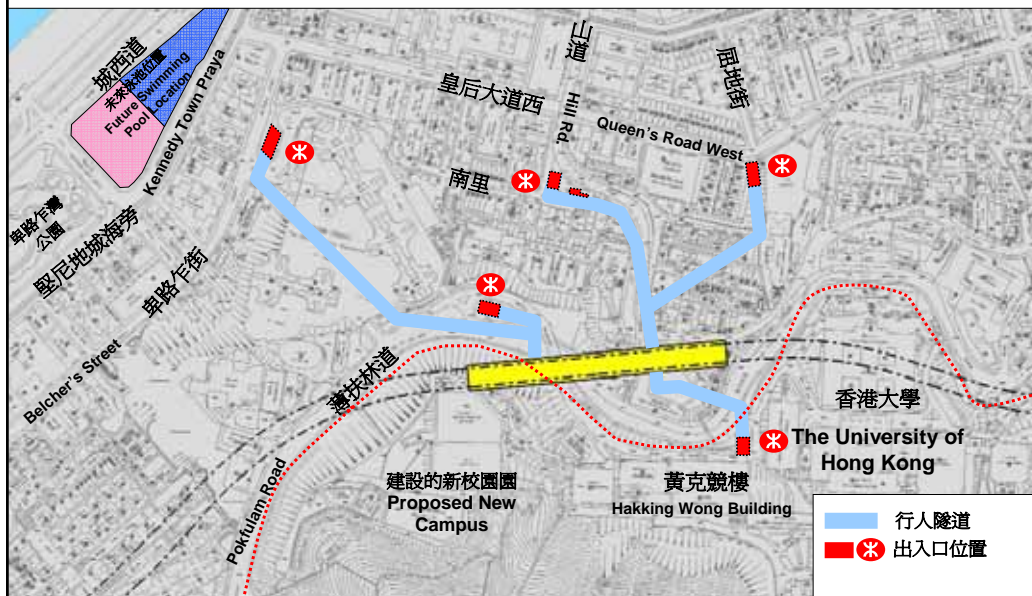 城西道
未來泳池位置
Future Swimming
Pool Location
Kennedy Town Praya
山道
Hill Rd.
屈地街
皇后大道西
Queen's Road West
南里
卑路乍灣
公園
堅尼地城海旁
卑路乍街
Belcher's Street
薄扶林道
Pokfulam Road
香港大學
The University of
Hong Kong
建設的新校園園
Proposed New
Campus
黃克競樓
Hakking Wong Building
行人隧道
出入口位置